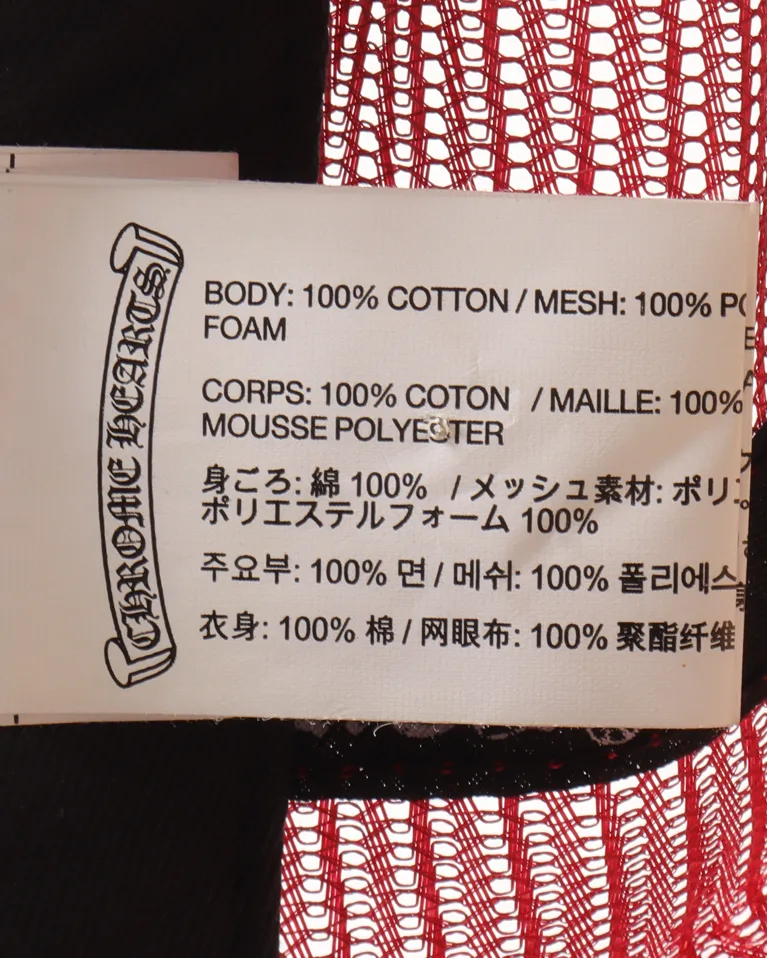 CHROME HEARTS
BODY: 100% COTTON / MESH: 100%
FOAM
CORPS: 100% COTON / MAILLE: 100%
MOUSSE POLYESTER
身ごろ: 綿 100% / メッシュ素材: ポリ
ポリエステルフォーム 100%
주요부: 100% 면 / 메쉬: 100% 폴리에스
衣身: 100% 棉 / 网眼布: 100% 聚酯纤维